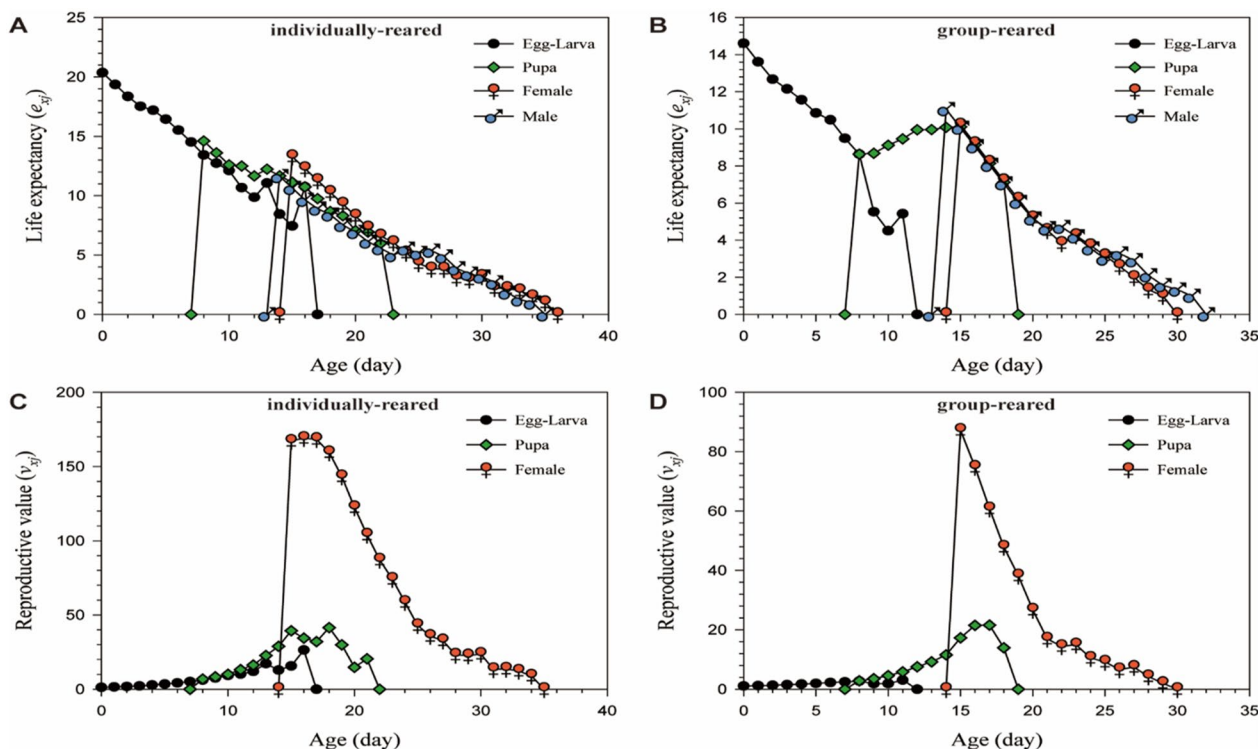 A
individually-reared
Egg-Larva
Pupa
Female
Male
Life expectancy (exj)
25
20
15
10
5
0
0
10
20
30
40
Age (day)
B
group-reared
Egg-Larva
Pupa
Female
Male
Life expectancy (exj)
16
14
12
10
8
6
4
2
0
0
5
10
15
20
25
30
35
Age (day)
C
individually-reared
Egg-Larva
Pupa
Female
Reproductive value (vxj)
200
150
100
50
0
0
10
20
30
40
Age (day)
D
group-reared
Egg-Larva
Pupa
Female
Reproductive value (vxj)
100
80
60
40
20
0
0
5
10
15
20
25
30
35
Age (day)